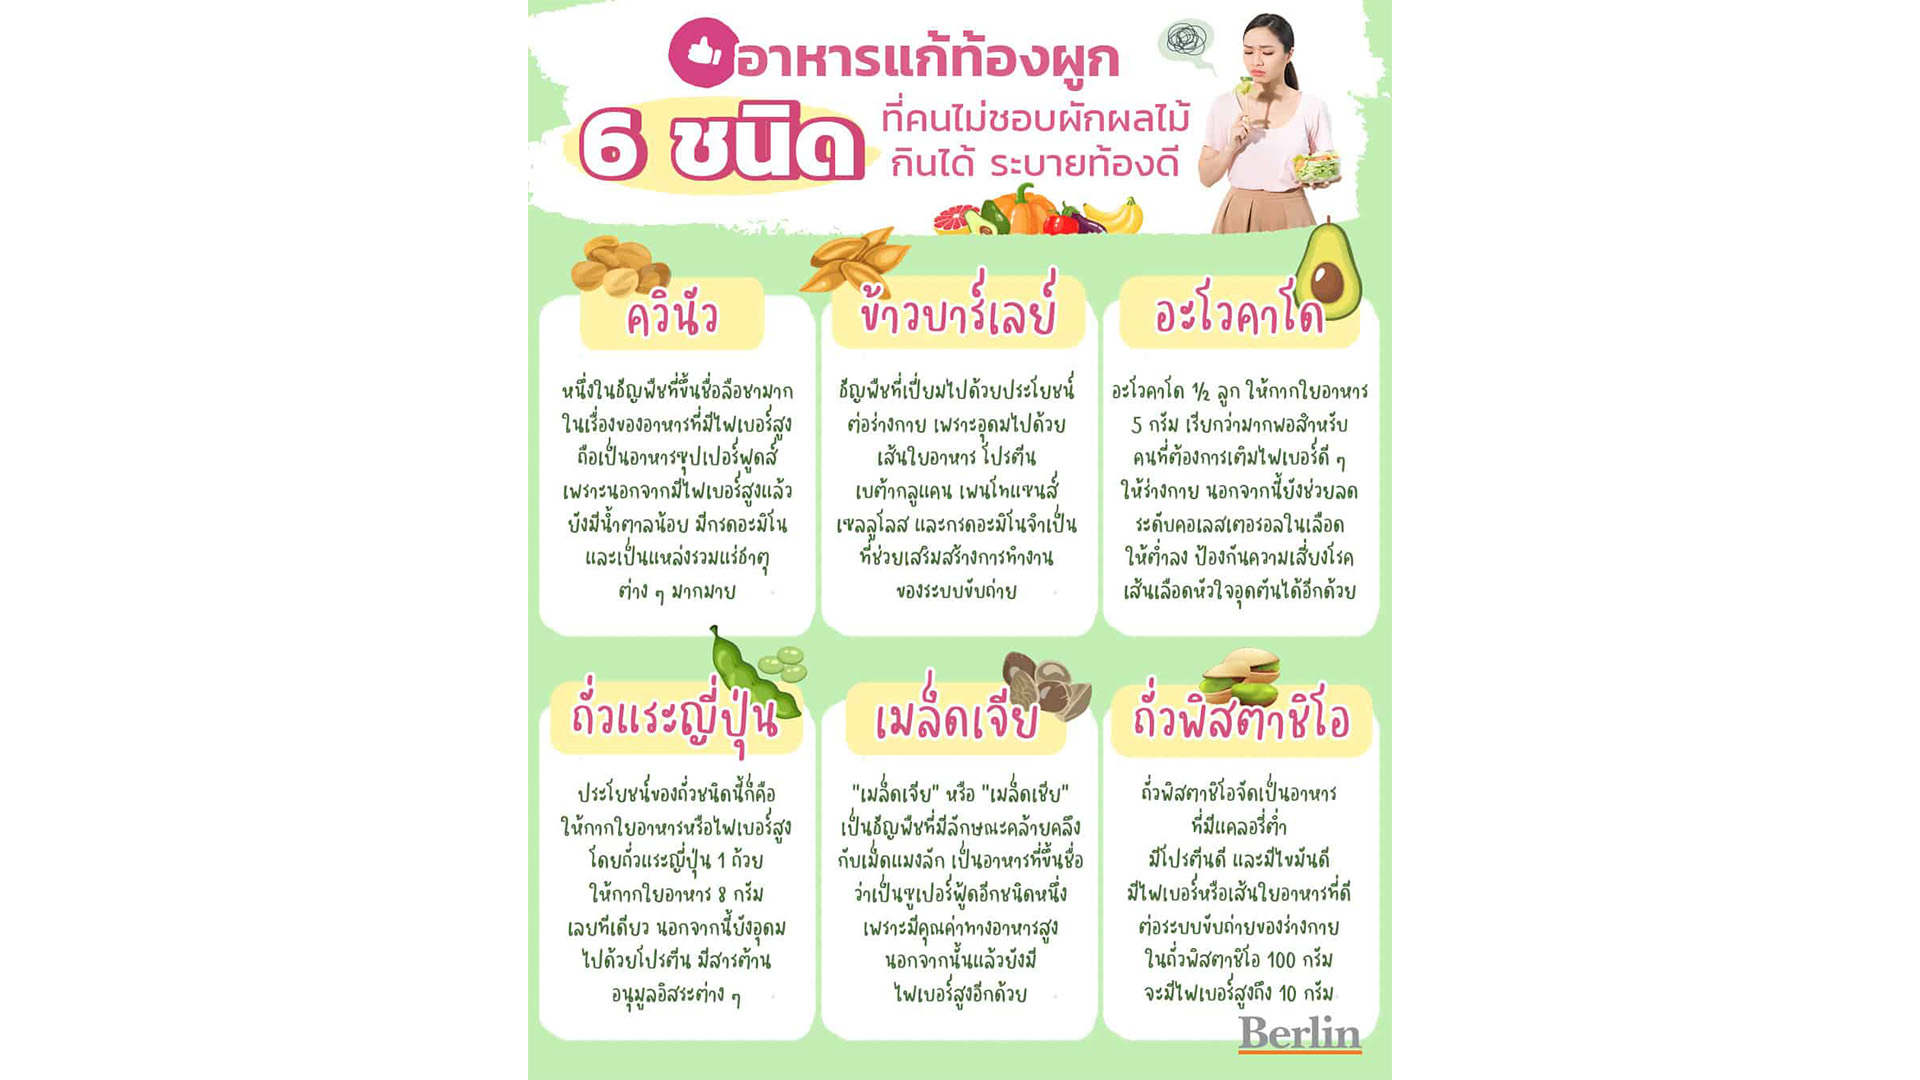 อาหารแก้ท้องผูก
6 ชนิด
ที่คนไม่ชอบผักผลไม้
กินได้ ระบายท้องดี
ควินัว
หนึ่งในธัญพืชที่ขึ้นชื่อลือชามาก
ในเรื่องของอาหารที่มีไฟเบอร์สูง
ถือเป็นอาหารซุปเปอร์ฟูดส์
เพราะนอกจากมีไฟเบอร์สูงแล้ว
ยังมีน้ำตาลน้อย มีกรดอะมิโน
และเป็นแหล่งรวมแร่ธาตุ
ต่าง ๆ มากมาย
ข้าวบาร์เลย์
ธัญพืชที่เปี่ยมไปด้วยประโยชน์
ต่อร่างกาย เพราะอุดมไปด้วย
เส้นใยอาหาร โปรตีน
เบต้ากลูแคน เพนโทแซนส์
เซลลูโลส และกรดอะมิโนจำเป็น
ที่ช่วยเสริมสร้างการทำงาน
ของระบบขับถ่าย
อะโวคาโด
อะโวคาโด ½ ลูก ให้กากใยอาหาร
5 กรัม เรียกว่ามากพอสำหรับ
คนที่ต้องการเติมไฟเบอร์ดี ๆ
ให้ร่างกาย นอกจากนี้ยังช่วยลด
ระดับคอเลสเตอรอลในเลือด
ให้ต่ำลง ป้องกันความเสี่ยงโรค
เส้นเลือดหัวใจอุดตันได้อีกด้วย
ถั่วแระญี่ปุ่น
ประโยชน์ของถั่วชนิดนี้ก็คือ
ให้กากใยอาหารหรือไฟเบอร์สูง
โดยถั่วแระญี่ปุ่น 1 ถ้วย
ให้กากใยอาหาร 8 กรัม
เลยทีเดียว นอกจากนี้ยังอุดม
ไปด้วยโปรตีน มีสารต้าน
อนุมูลอิสระต่าง ๆ
เมล็ดเจีย
"เมล็ดเจีย" หรือ "เมล็ดเชีย"
เป็นธัญพืชที่มีลักษณะคล้ายคลึง
กับเม็ดแมงลัก เป็นอาหารที่ขึ้นชื่อ
ว่าเป็นซูเปอร์ฟู้ดอีกชนิดหนึ่ง
เพราะมีคุณค่าทางอาหารสูง
นอกจากนั้นแล้วยังมี
ไฟเบอร์สูงอีกด้วย
ถั่วพิสตาชิโอ
ถั่วพิสตาชิโอจัดเป็นอาหาร
ที่มีแคลอรี่ต่ำ
มีโปรตีนดี และมีไขมันดี
มีไฟเบอร์หรือเส้นใยอาหารที่ดี
ต่อระบบขับถ่ายของร่างกาย
ในถั่วพิสตาชิโอ 100 กรัม
จะมีไฟเบอร์สูงถึง 10 กรัม
Berlin